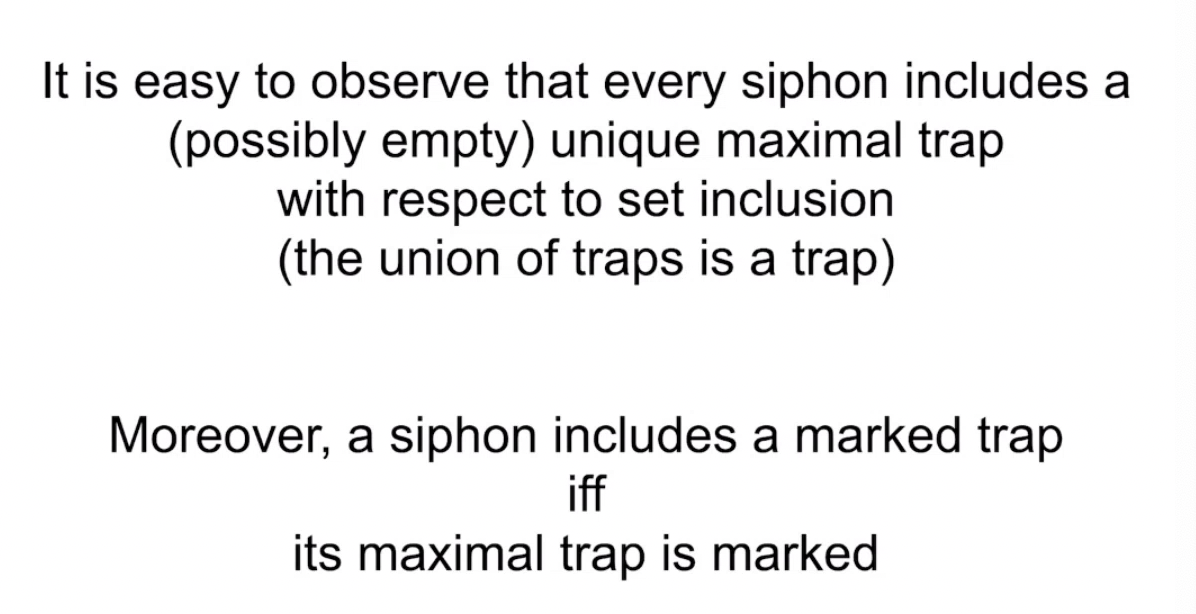 It is easy to observe that every siphon includes a
(possibly empty) unique maximal trap
with respect to set inclusion
(the union of traps is a trap)
Moreover, a siphon includes a marked trap
iff
its maximal trap is marked